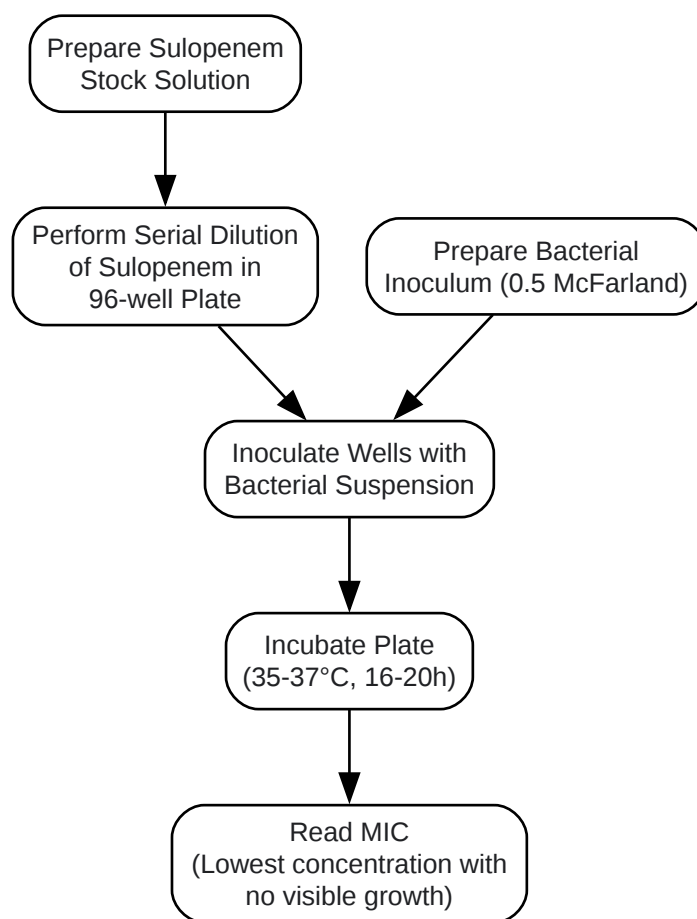 Prepare Sulopenem
Stock Solution
Perform Serial Dilution
of Sulopenem in
96-well Plate
Prepare Bacterial
Inoculum (0.5 McFarland)
Inoculate Wells with
Bacterial Suspension
Incubate Plate
(35-37°C, 16-20h)
Read MIC
(Lowest concentration with
no visible growth)